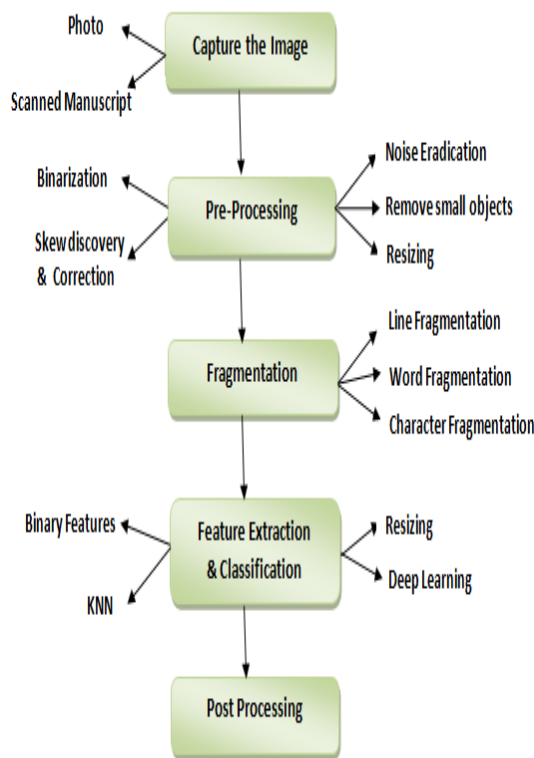 Photo
Capture the Image
Scanned Manuscript
Noise Eradication
Binarization
Pre-Processing
Remove small objects
Skew discovery
& Correction
Resizing
Line Fragmentation
Fragmentation
Word Fragmentation
Character Fragmentation
Binary Features
Feature Extraction
& Classification
Resizing
KNN
Deep Learning
Post Processing